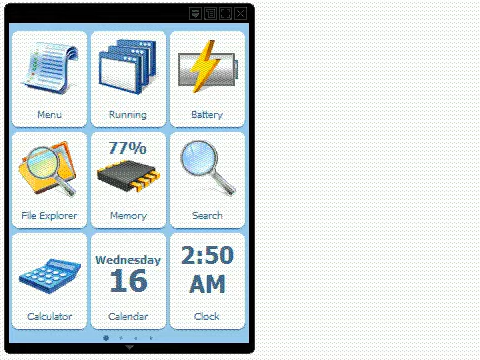 Menu
Running
Battery
77%
File Explorer
Memory
Search
Wednesday
16
2:50
AM
Calculator
Calendar
Clock